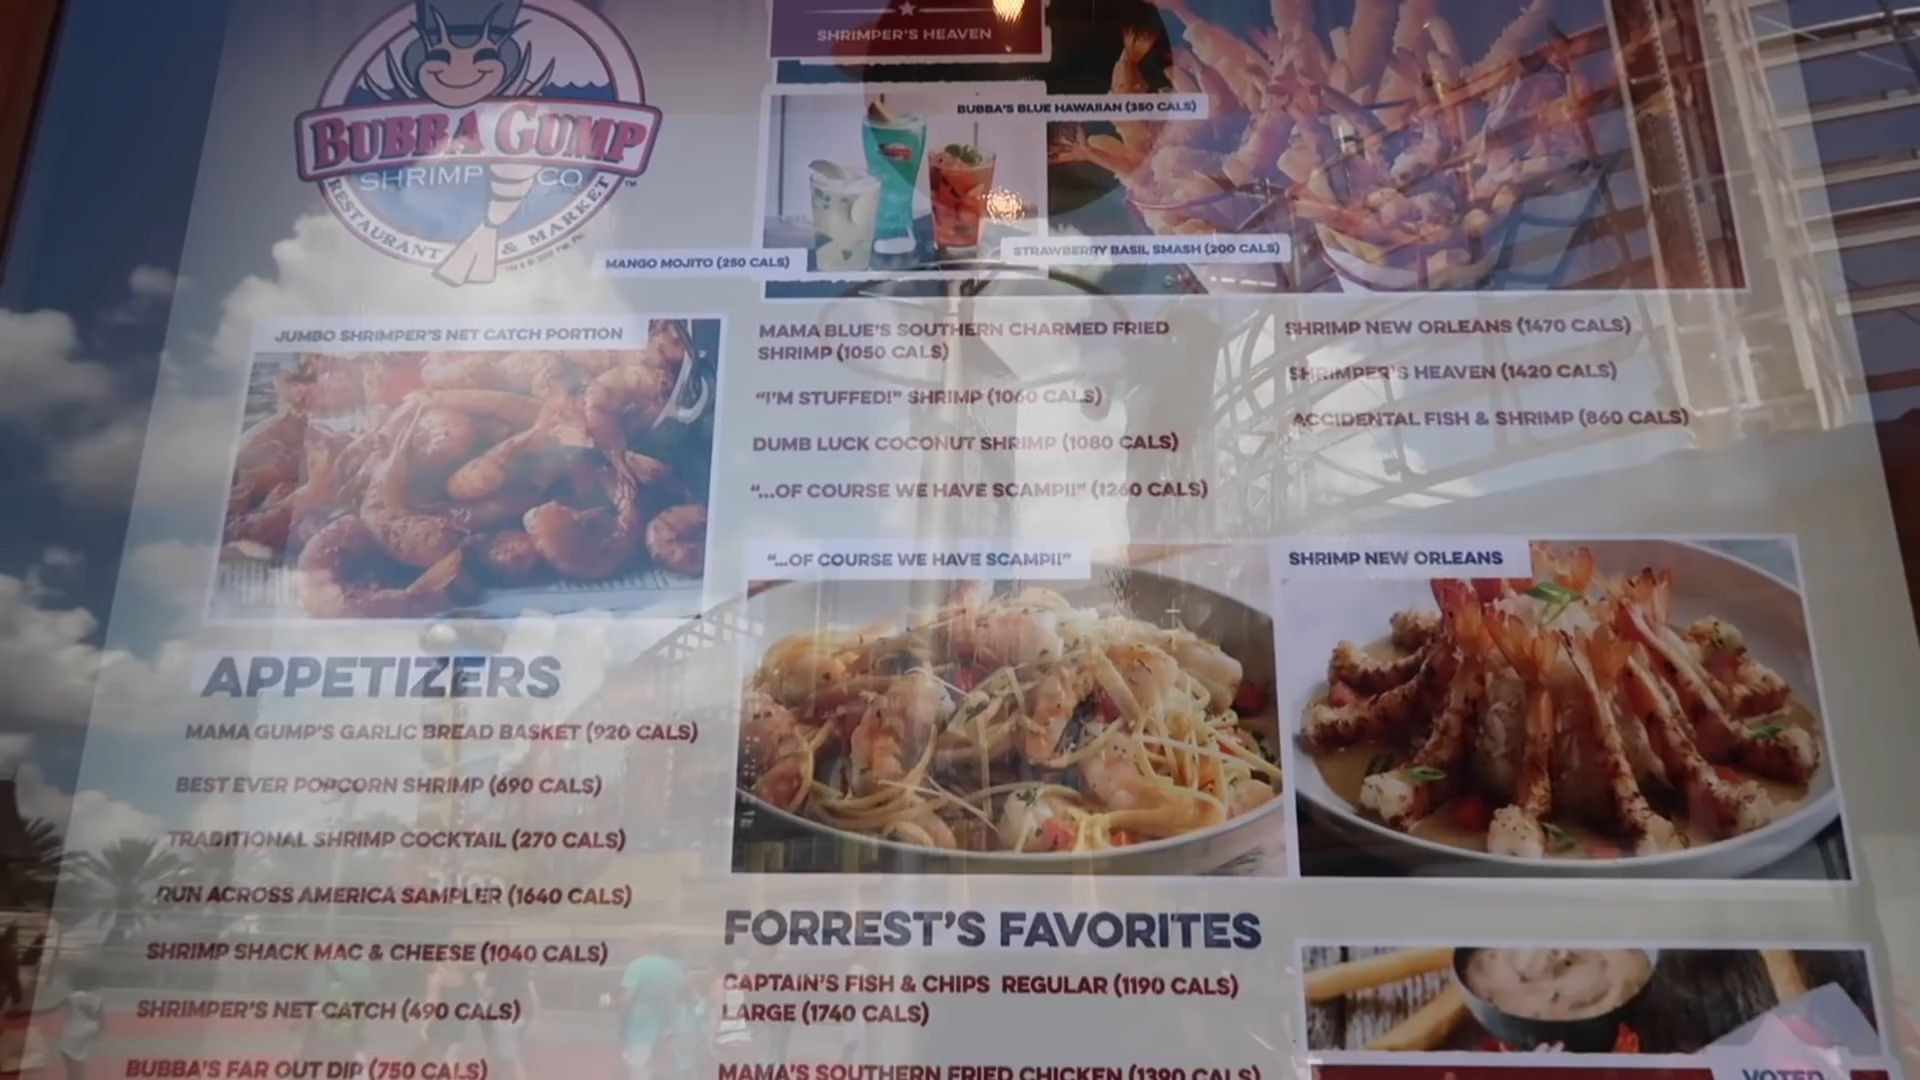 BUBBA GUMP
SHRIMP CO
RESTAURANT & MARKET
SHRIMPER'S HEAVEN
BUBBA'S BLUE HAWAIIAN (350 CALS)
MANGO MOJITO (250 CALS)
STRAWBERRY BASIL SMASH (200 CALS)
JUMBO SHRIMPER'S NET CATCH PORTION
MAMA BLUE'S SOUTHERN CHARMED FRIED
SHRIMP (1050 CALS)
"I'M STUFFED!" SHRIMP (1060 CALS)
DUMB LUCK COCONUT SHRIMP (1080 CALS)
"...OF COURSE WE HAVE SCAMPI!" (1260 CALS)
SHRIMP NEW ORLEANS (1470 CALS)
SHRIMPER'S HEAVEN (1420 CALS)
ACCIDENTAL FISH & SHRIMP (860 CALS)
"...OF COURSE WE HAVE SCAMPI!"
SHRIMP NEW ORLEANS
APPETIZERS
MAMA GUMP'S GARLIC BREAD BASKET (920 CALS)
BEST EVER POPCORN SHRIMP (690 CALS)
TRADITIONAL SHRIMP COCKTAIL (270 CALS)
RUN ACROSS AMERICA SAMPLER (1640 CALS)
SHRIMP SHACK MAC & CHEESE (1040 CALS)
SHRIMPER'S NET CATCH (490 CALS)
BUBBA'S FAR OUT DIP (750 CALS)
FORREST'S FAVORITES
CAPTAIN'S FISH & CHIPS REGULAR (1190 CALS)
LARGE (1740 CALS)
MAMA'S SOUTHERN FRIED CHICKEN (1390 CALS)
VOTED